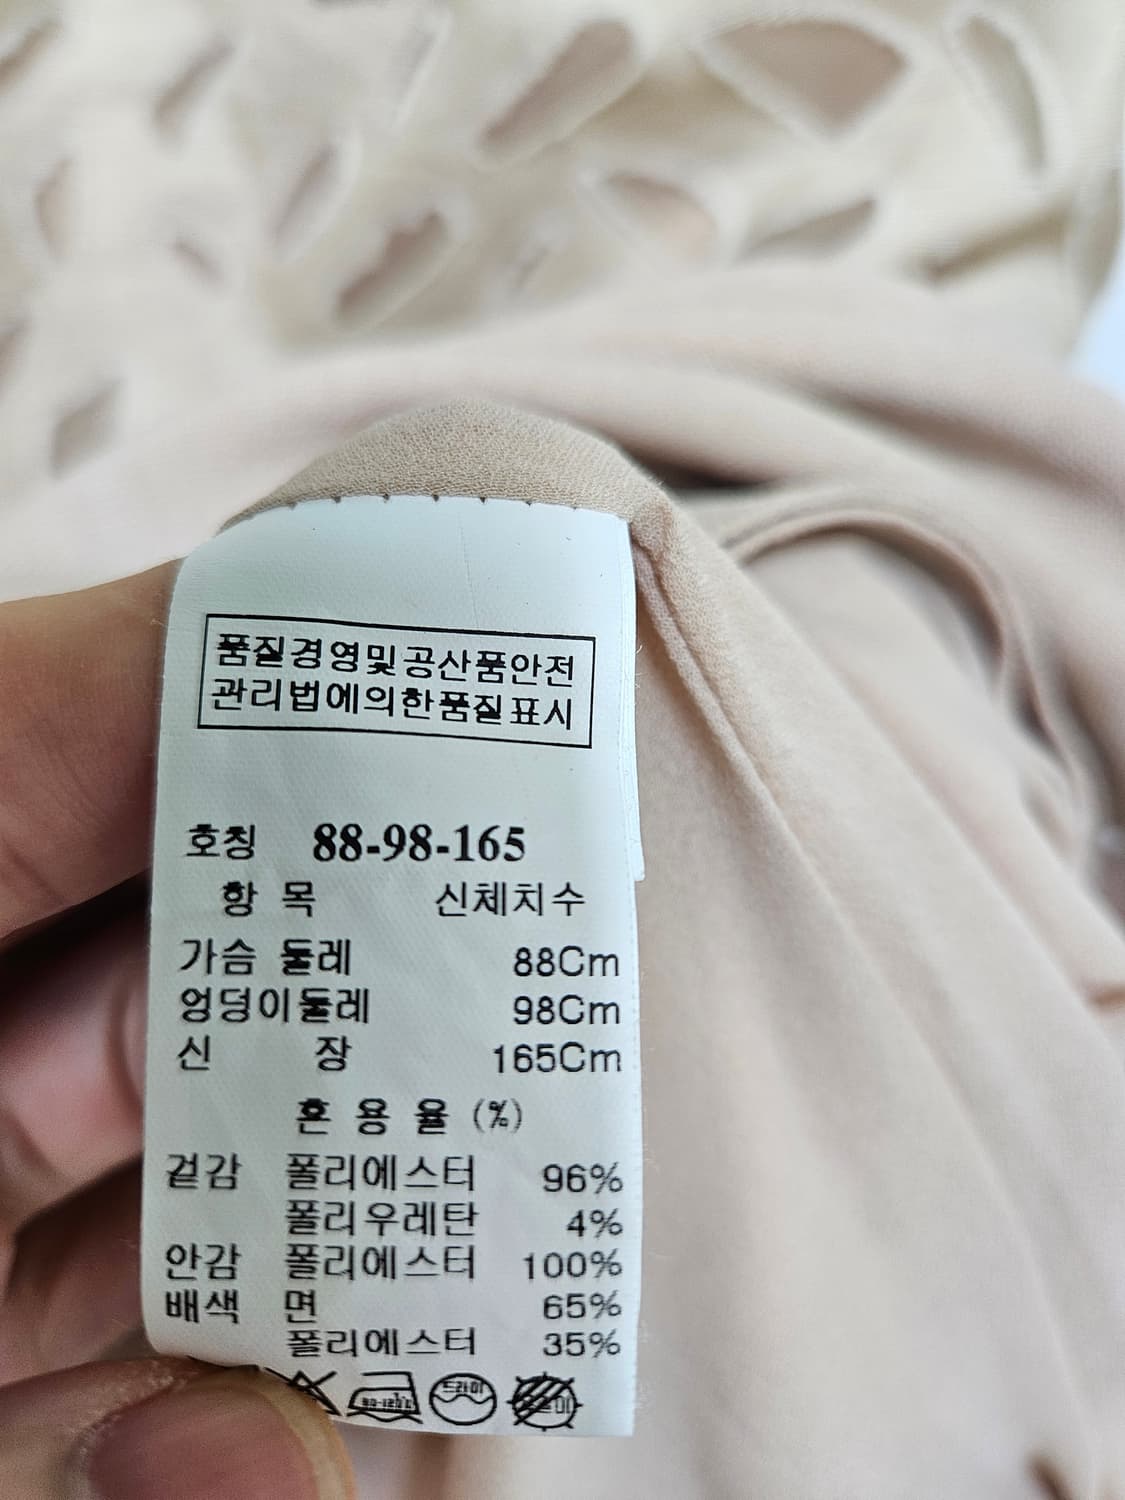 품질경영및공산품안전
관리법에의한품질표시
호칭 88-98-165
항 목 신체치수
가슴 둘레 88Cm
엉덩이둘레 98Cm
신 장 165Cm
혼 용 율 (%)
겉감 폴리에스터 96%
폴리우레탄 4%
안감 폴리에스터 100%
배색 면 65%
폴리에스터 35%
드라이